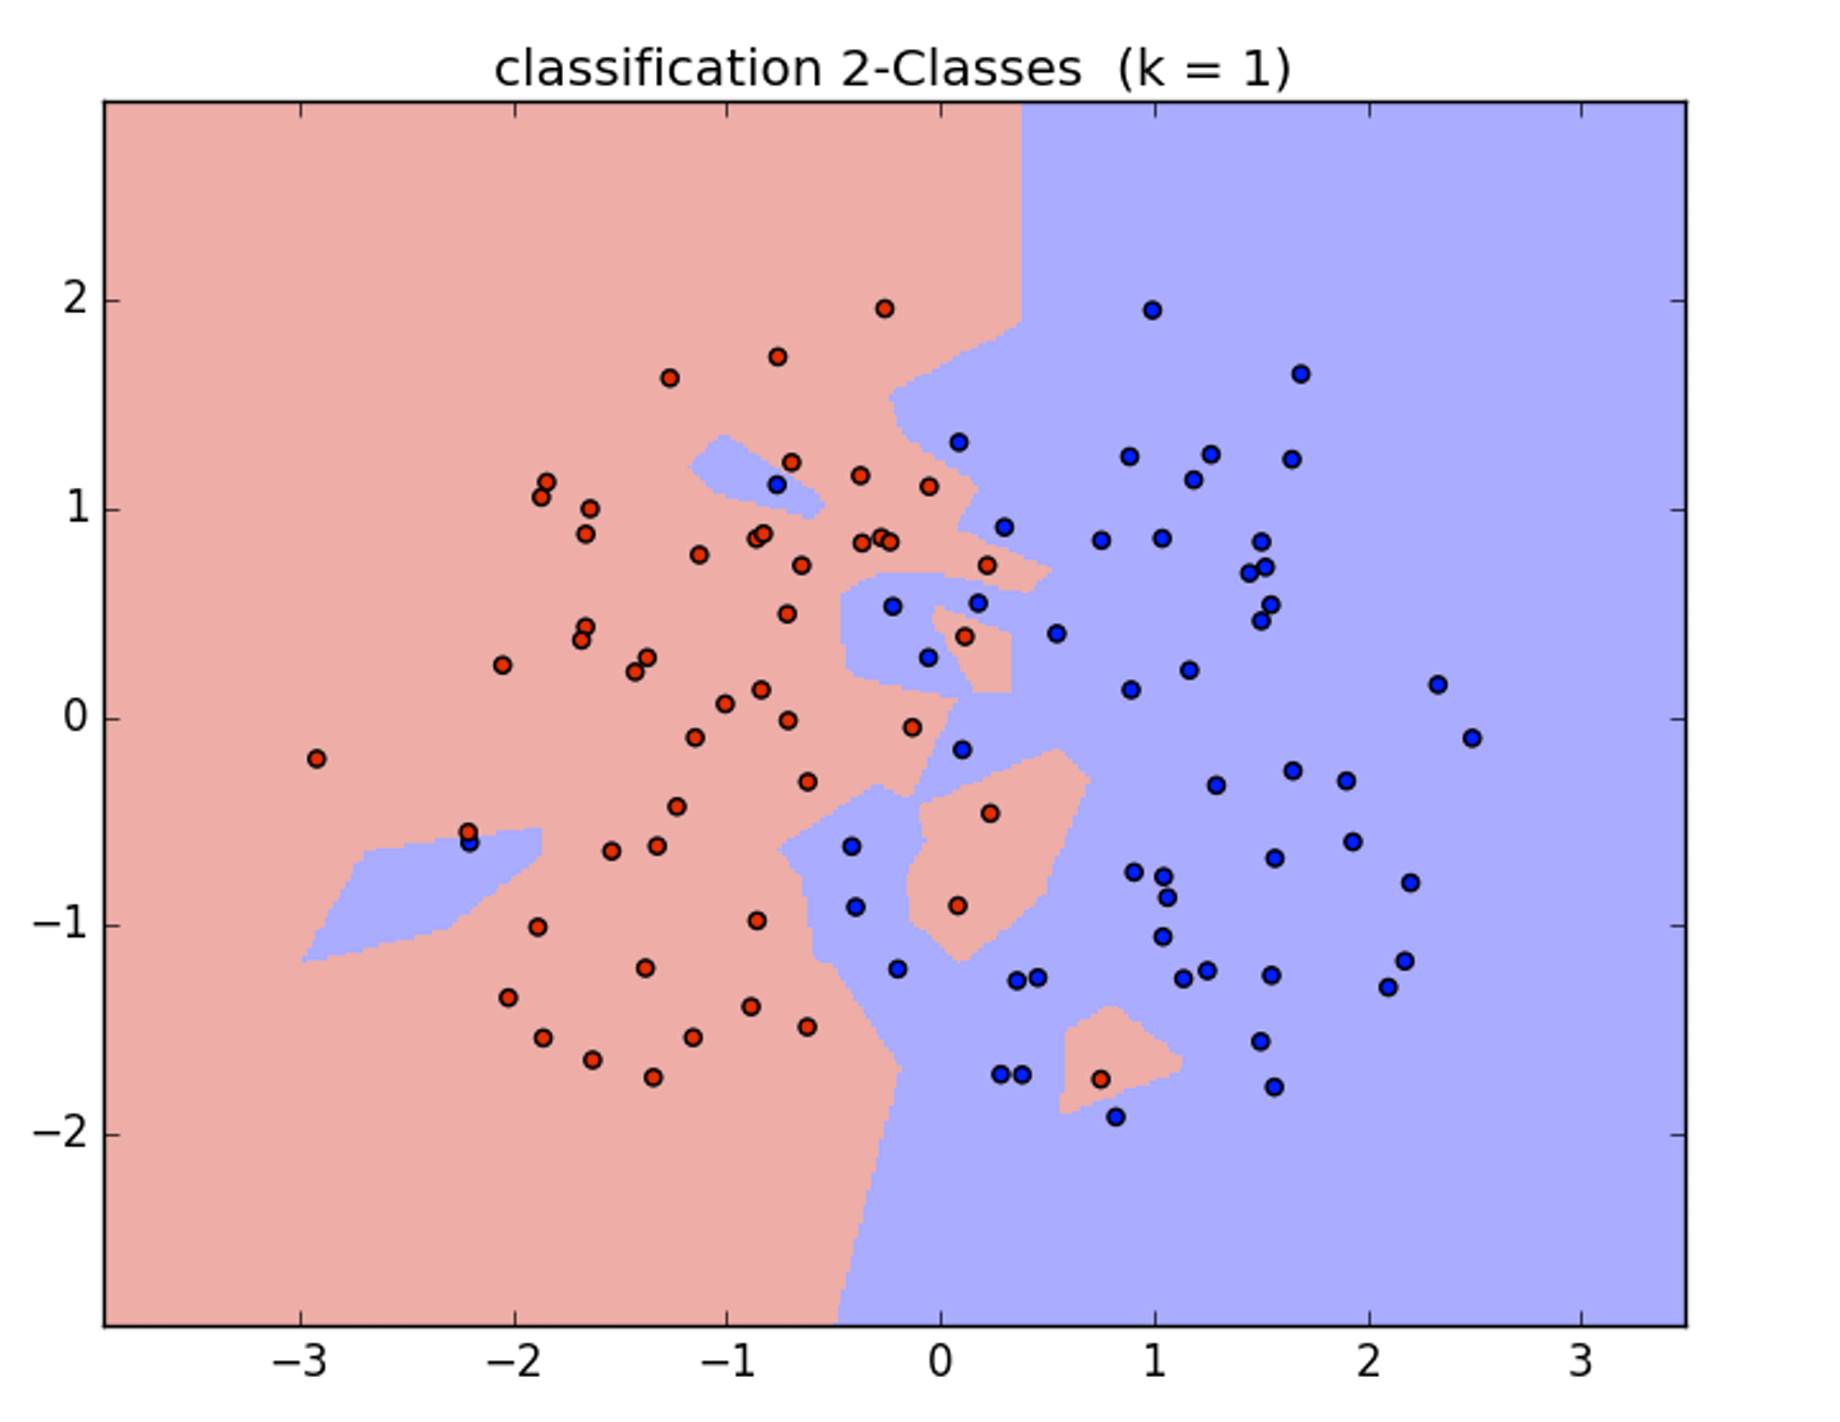 classification 2-Classes (k = 1)
2
1
0
−1
−2
−3 −2 −1 0 1 2 3